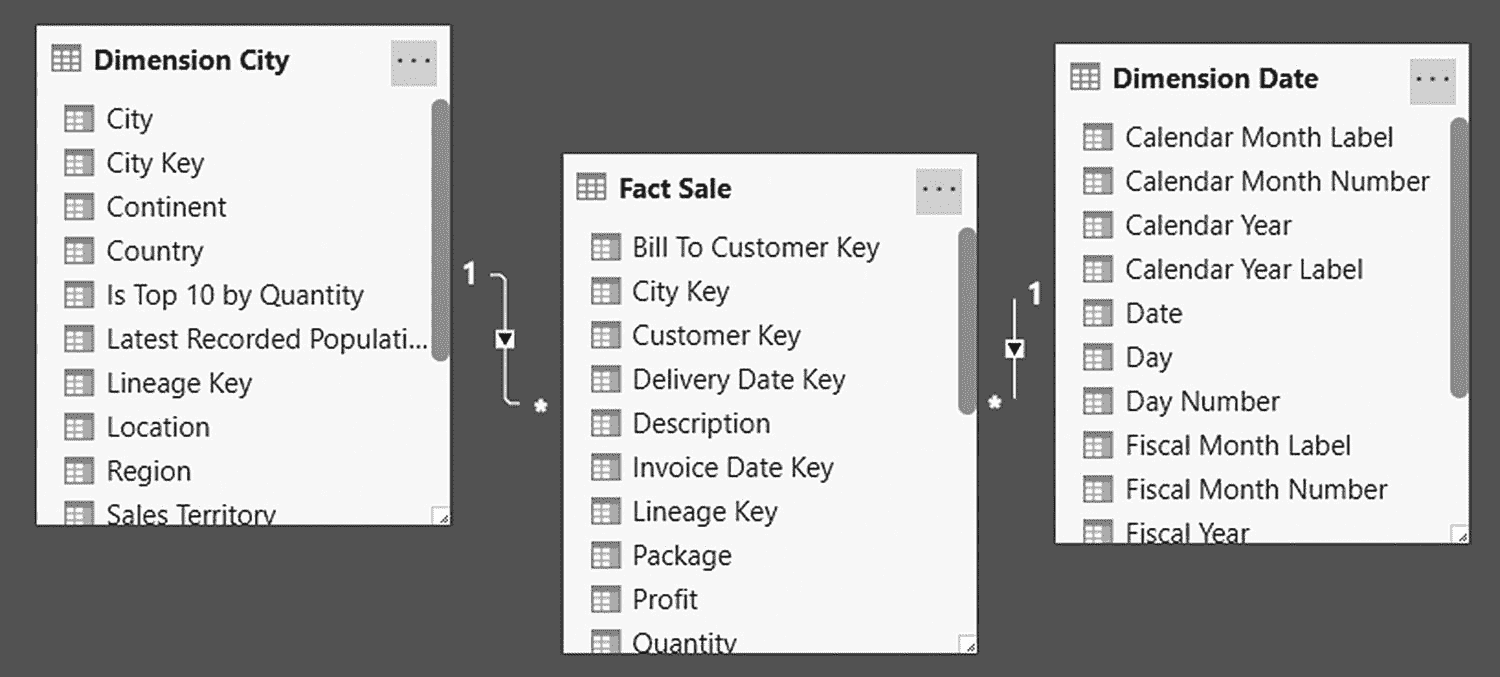 Dimension City
...
City
City Key
Continent
Country
Is Top 10 by Quantity
Latest Recorded Populati...
Lineage Key
Location
Region
Sales Territory
1
*
Fact Sale
...
Bill To Customer Key
City Key
Customer Key
Delivery Date Key
Description
Invoice Date Key
Lineage Key
Package
Profit
Quantity
1
*
Dimension Date
...
Calendar Month Label
Calendar Month Number
Calendar Year
Calendar Year Label
Date
Day
Day Number
Fiscal Month Label
Fiscal Month Number
Fiscal Year